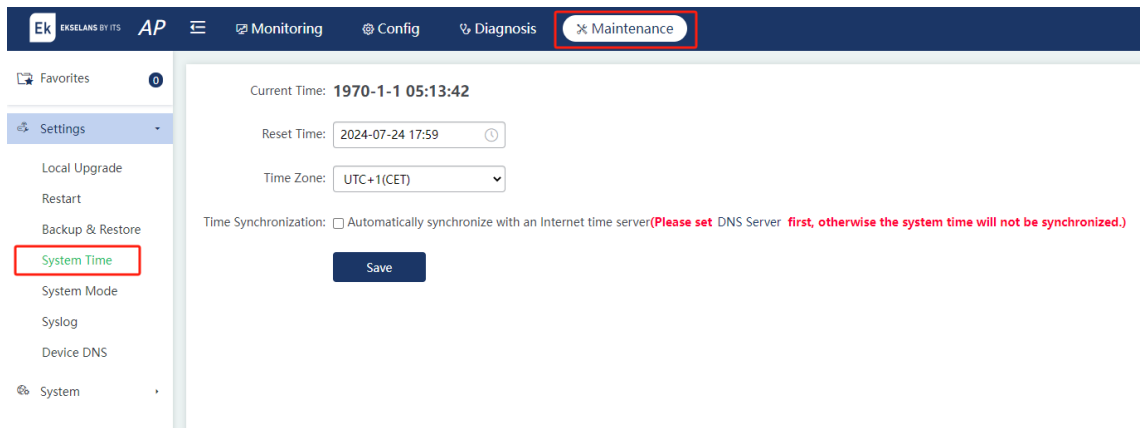 Ek EKSELANS BY ITS AP Monitoring Config Diagnosis Maintenance
Favorites 0
Settings
Local Upgrade
Restart
Backup & Restore
System Time
System Mode
Syslog
Device DNS
System
Current Time: 1970-1-1 05:13:42
Reset Time: 2024-07-24 17:59
Time Zone: UTC+1(CET)
Time Synchronization: Automatically synchronize with an Internet time server(Please set DNS Server first, otherwise the system time will not be synchronized.)
Save